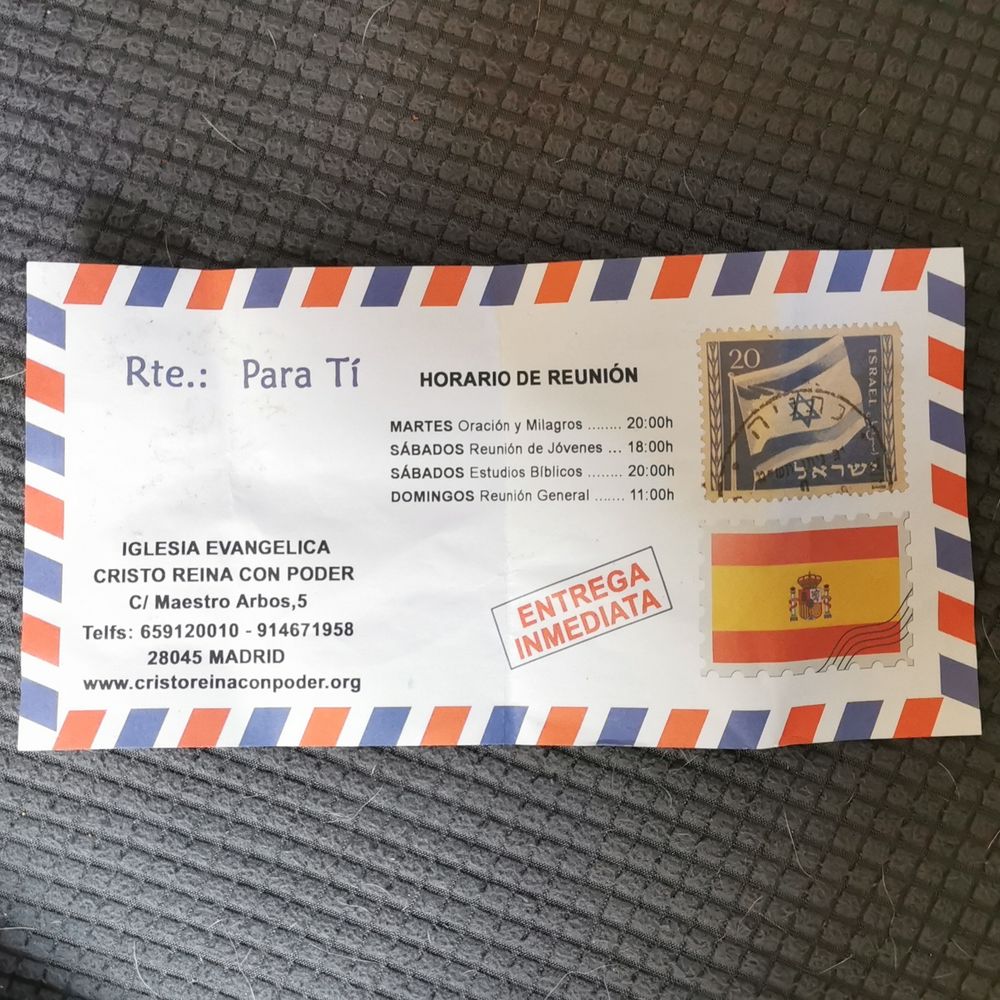 Rte.: Para Tí
HORARIO DE REUNIÓN
MARTES Oración y Milagros ........ 20:00h
SÁBADOS Reunión de Jóvenes ... 18:00h
SÁBADOS Estudios Bíblicos ........ 20:00h
DOMINGOS Reunión General ....... 11:00h
IGLESIA EVANGELICA
CRISTO REINA CON PODER
C/ Maestro Arbos,5
Telfs: 659120010 - 914671958
28045 MADRID
www.cristoreinaconpoder.org
ENTREGA
INMEDIATA
20
ISRAEL
ישראל